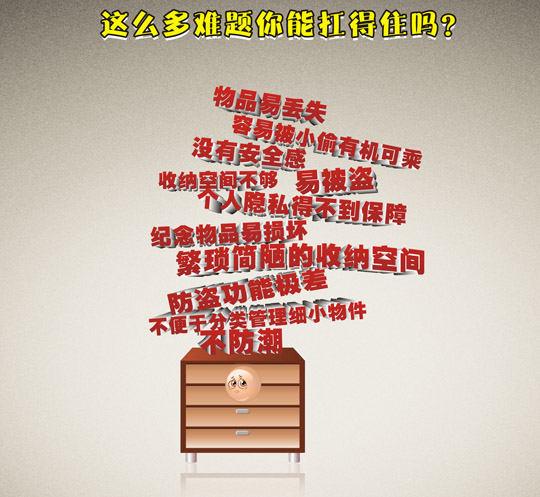 这么多难题你能扛得住吗?
物品易丢失
容易被小偷有机可乘
没有安全感
收纳空间不够
易被盗
个人隐私得不到保障
纪念物品易损坏
繁琐简陋的收纳空间
防盗功能极差
不便于分类管理细小物件
不防潮